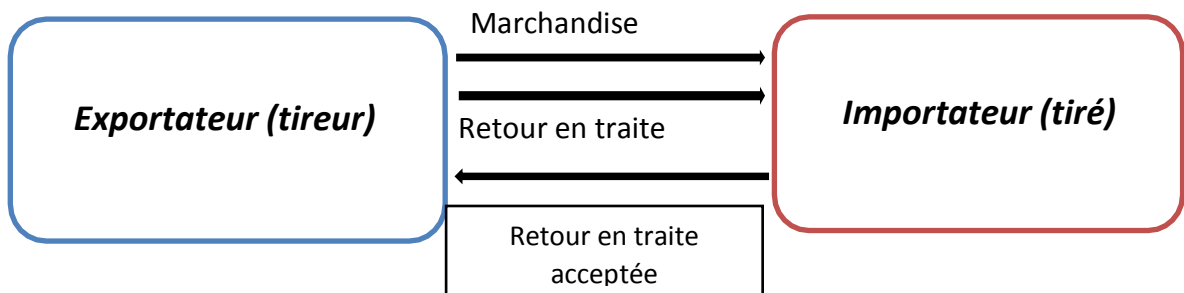 Marchandise
Exportateur (tireur)
Importateur (tiré)
Retour en traite
Retour en traite
acceptée